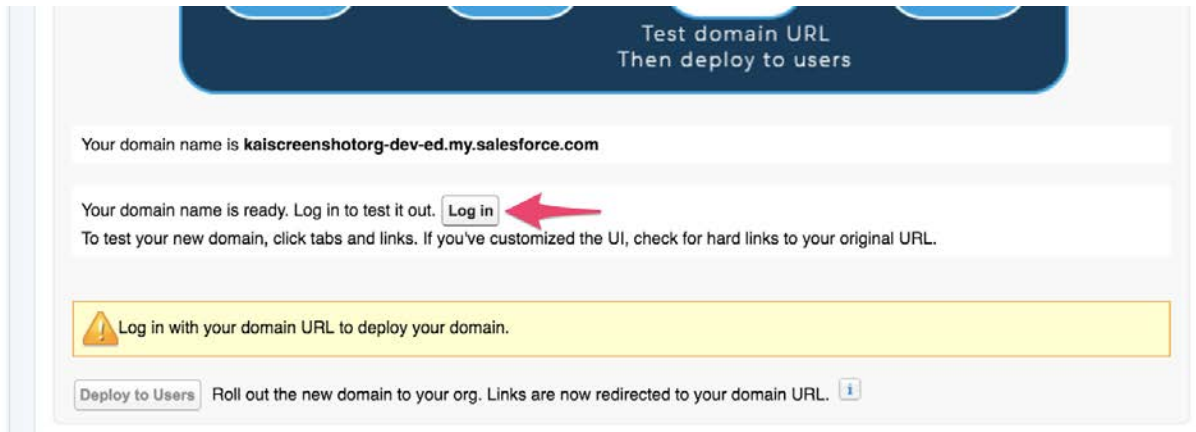 Test domain URL
Then deploy to users
Your domain name is kaiscreenshotorg-dev-ed.my.salesforce.com
Your domain name is ready. Log in to test it out. Log in
To test your new domain, click tabs and links. If you've customized the UI, check for hard links to your original URL.
Log in with your domain URL to deploy your domain.
Deploy to Users Roll out the new domain to your org. Links are now redirected to your domain URL. i